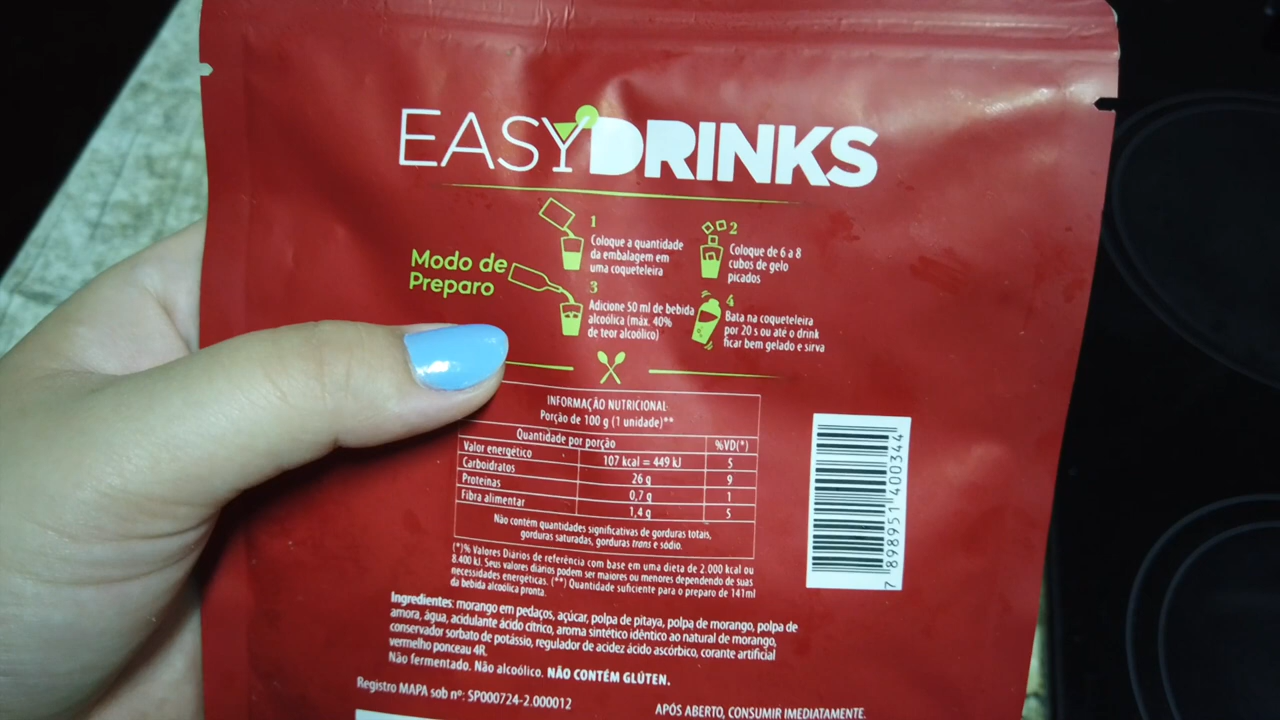 EASYDRINKS
Modo de
Preparo
1
Coloque a quantidade
da embalagem em
uma coqueteleira
2
Coloque de 6 a 8
cubos de gelo
picados
3
Adicione 50 ml de bebida
alcoólica (máx. 40%
de teor alcoólico)
4
Bata na coqueteleira
por 20 s ou até o drink
ficar bem gelado e sirva
INFORMAÇÃO NUTRICIONAL
Porção de 100 g (1 unidade)**
Quantidade por porção %VD(*)
Valor energético 107 kcal = 449 kJ 5
Carboidratos 26 g 9
Proteínas 0,7 g 1
Fibra alimentar 1,4 g 5
Não contém quantidades significativas de gorduras totais,
gorduras saturadas, gorduras trans e sódio.
(*)% Valores Diários de referência com base em uma dieta de 2.000 kcal ou
8.400 kJ. Seus valores diários podem ser maiores ou menores dependendo de suas
necessidades energéticas. (**) Quantidade suficiente para o preparo de 141ml
da bebida alcoólica pronta.
Ingredientes: morango em pedaços, açúcar, polpa de pitaya, polpa de morango, polpa de
amora, água, acidulante ácido cítrico, aroma sintético idêntico ao natural de morango,
conservador sorbato de potássio, regulador de acidez ácido ascórbico, corante artificial
vermelho ponceau 4R.
Não fermentado. Não alcoólico. NÃO CONTÉM GLÚTEN.
Registro MAPA sob nº: SP000724-2.000012
APÓS ABERTO, CONSUMIR IMEDIATAMENTE.
7 898951 400344